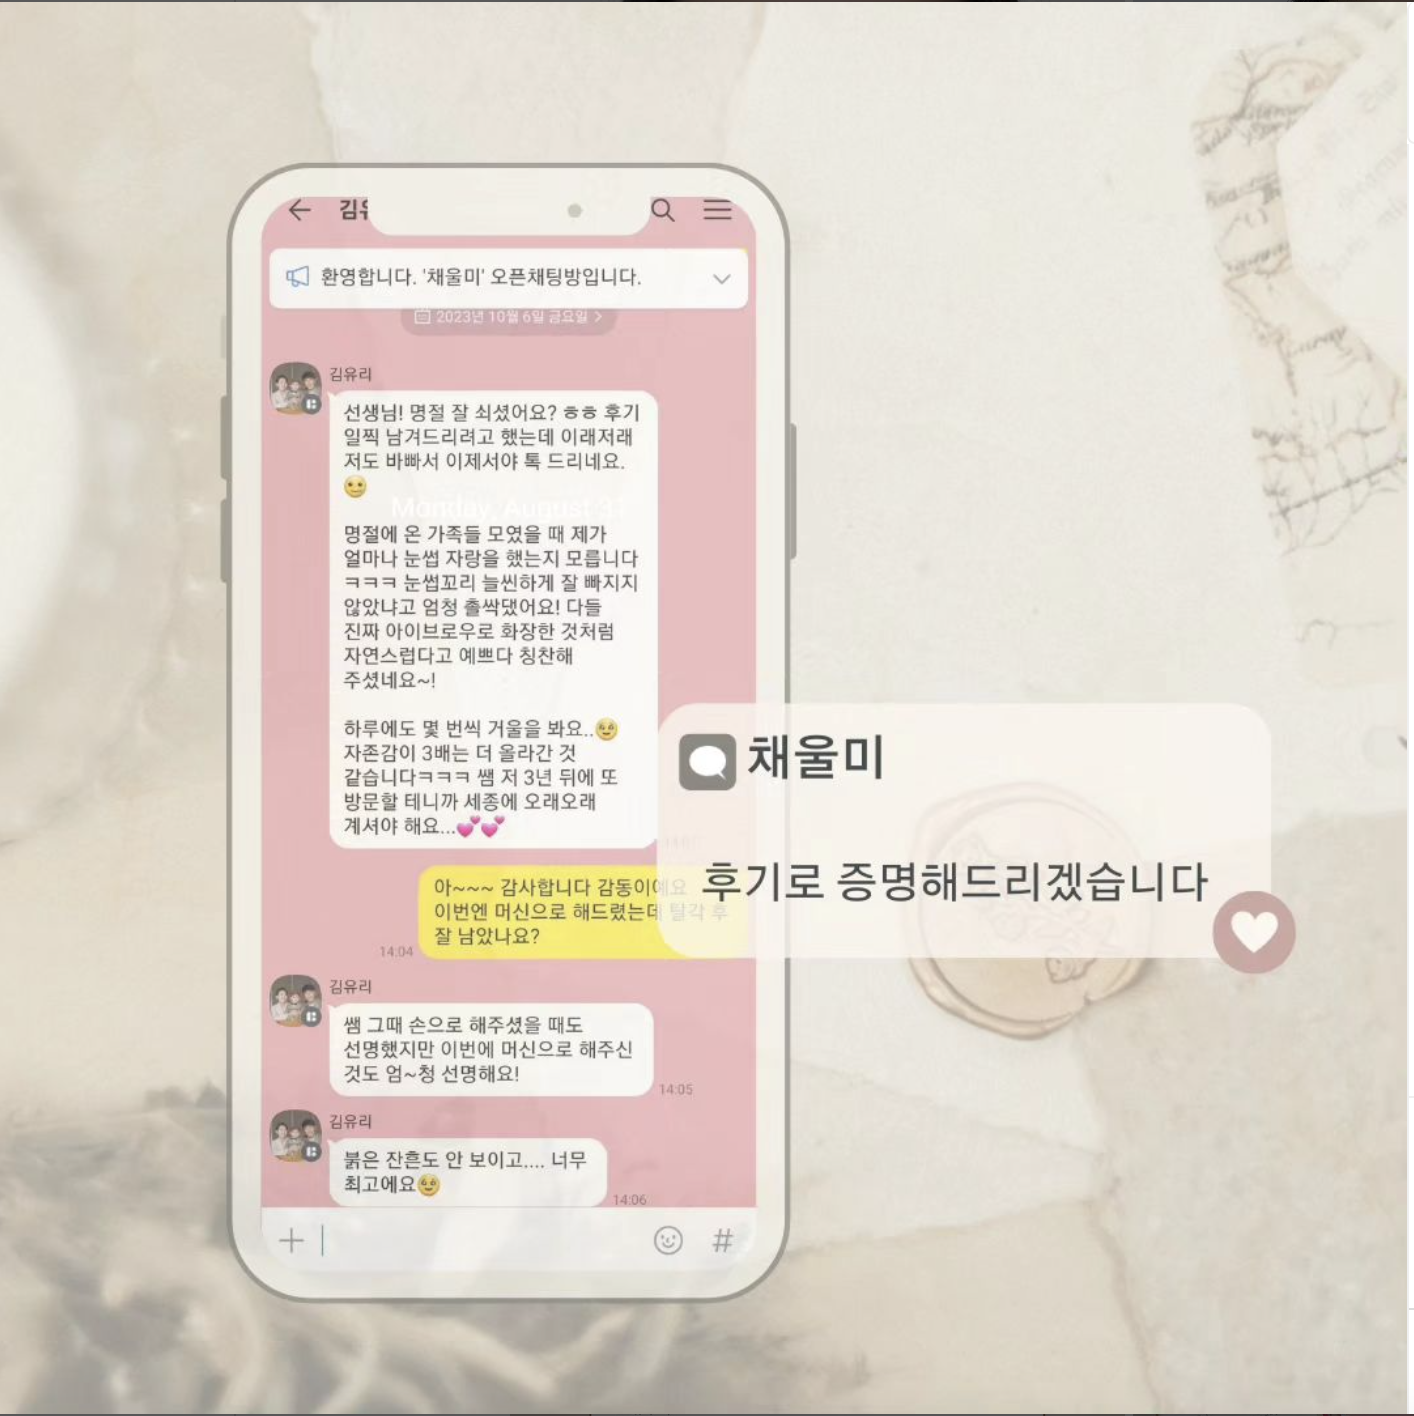 김유
환영합니다. '채울미' 오픈채팅방입니다.
2023년 10월 6일 금요일
김유리
선생님! 명절 잘 쇠셨어요? ㅎㅎ 후기
일찍 남겨드리려고 했는데 이래저래
저도 바빠서 이제서야 톡 드리네요.
Monday, August 31
명절에 온 가족들 모였을 때 제가
얼마나 눈썹 자랑을 했는지 모릅니다
ㅋㅋㅋ 눈썹꼬리 늘씬하게 잘 빠지지
않았냐고 엄청 촐싹댔어요! 다들
진짜 아이브로우로 화장한 것처럼
자연스럽다고 예쁘다 칭찬해
주셨네요~!
하루에도 몇 번씩 거울을 봐요..🥹
자존감이 3배는 더 올라간 것
같습니다ㅋㅋㅋ 쌤 저 3년 뒤에 또
방문할 테니까 세종에 오래오래
계셔야 해요...💕💕
채울미
후기로 증명해드리겠습니다
아~~~ 감사합니다 감동이예요
이번엔 머신으로 해드렸는데 탈각 후
잘 남았나요?
14:04
김유리
쌤 그때 손으로 해주셨을 때도
선명했지만 이번에 머신으로 해주신
것도 엄~청 선명해요!
14:05
김유리
붉은 잔흔도 안 보이고.... 너무
최고에요🥹
14:06
#